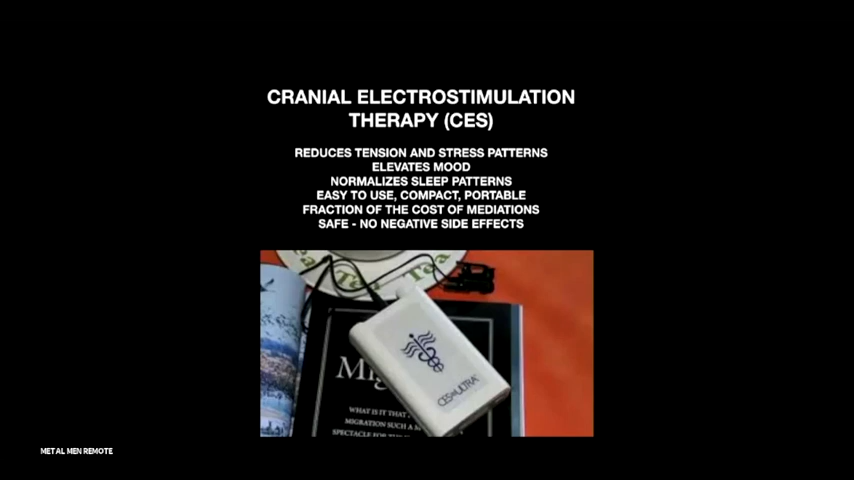 CRANIAL ELECTROSTIMULATION
THERAPY (CES)
REDUCES TENSION AND STRESS PATTERNS
ELEVATES MOOD
NORMALIZES SLEEP PATTERNS
EASY TO USE, COMPACT, PORTABLE
FRACTION OF THE COST OF MEDIATIONS
SAFE - NO NEGATIVE SIDE EFFECTS
CES ULTRA
WHAT IS IT THAT
MIGRATION SUCH A
SPECTACLE FOR
METAL MEN REMOTE